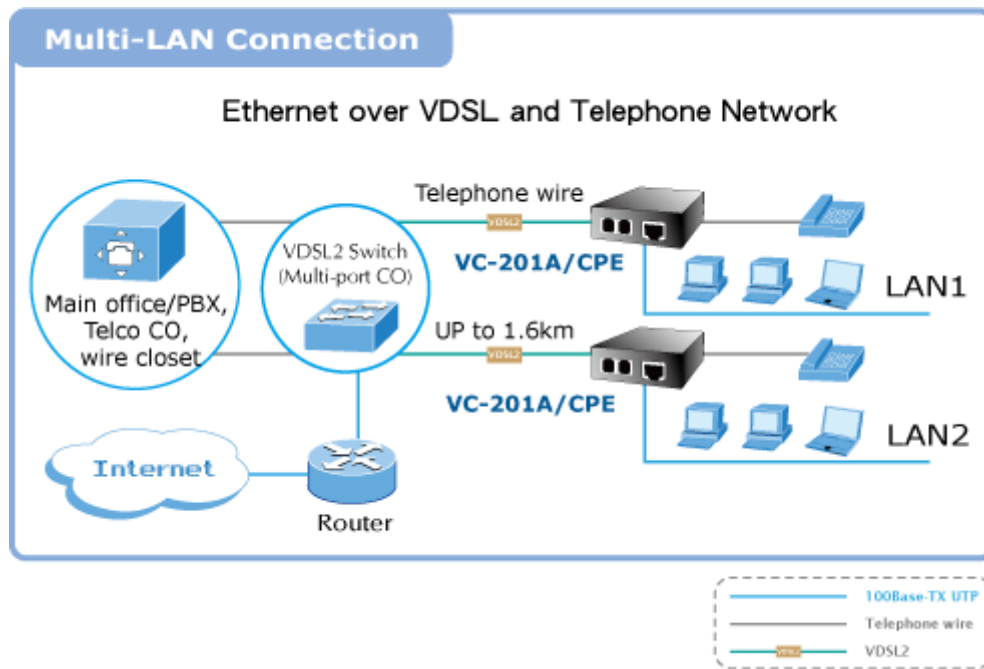 Multi-LAN Connection
Ethernet over VDSL and Telephone Network
Telephone wire
VDSL2
VDSL2 Switch
(Multi-port CO)
VC-201A/CPE
LAN1
Main office/PBX,
Telco CO,
wire closet
UP to 1.6km
VDSL2
VC-201A/CPE
LAN2
Internet
Router
100Base-TX UTP
Telephone wire
VDSL2
VDSL2